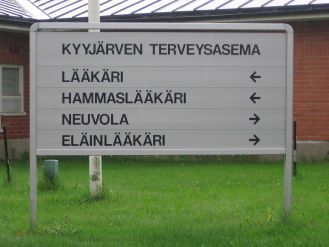 KYYJÄRVEN TERVEYSASEMA
LÄÄKÄRI ←
HAMMASLÄÄKÄRI ←
NEUVOLA →
ELÄINLÄÄKÄRI →